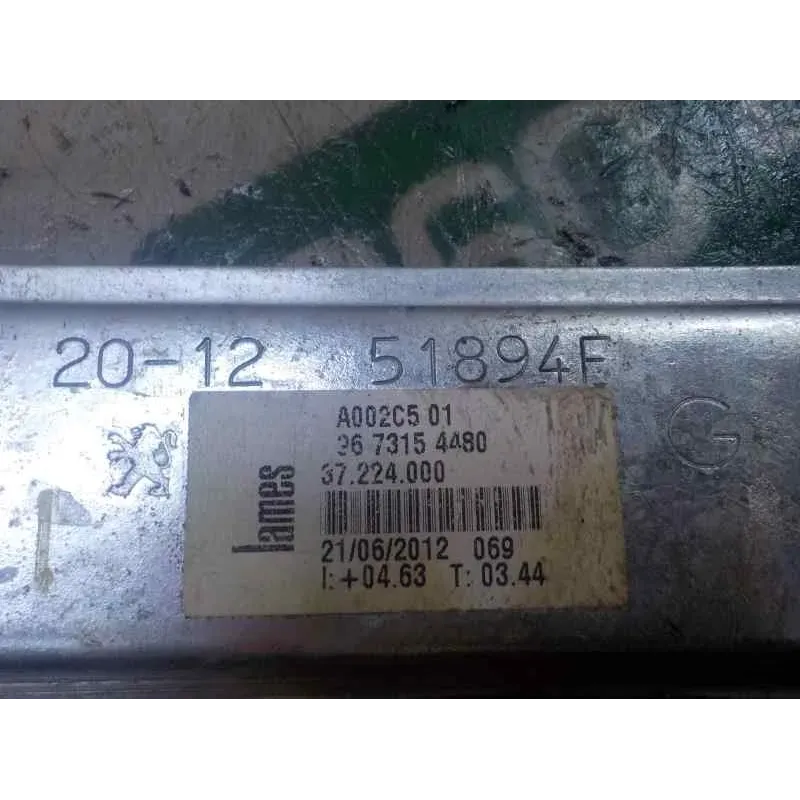 20-12 51894F
A002C5 01
96 7315 4480
37.224.000
lames
21/06/2012 069
I: +04.63 T: 03.44
G